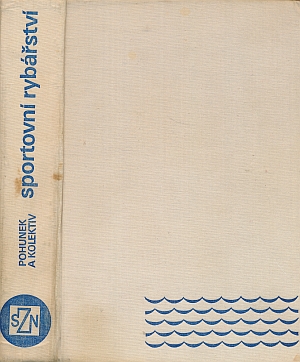 sportovní rybářství
POHUNEK
A KOLEKTIV
SZN